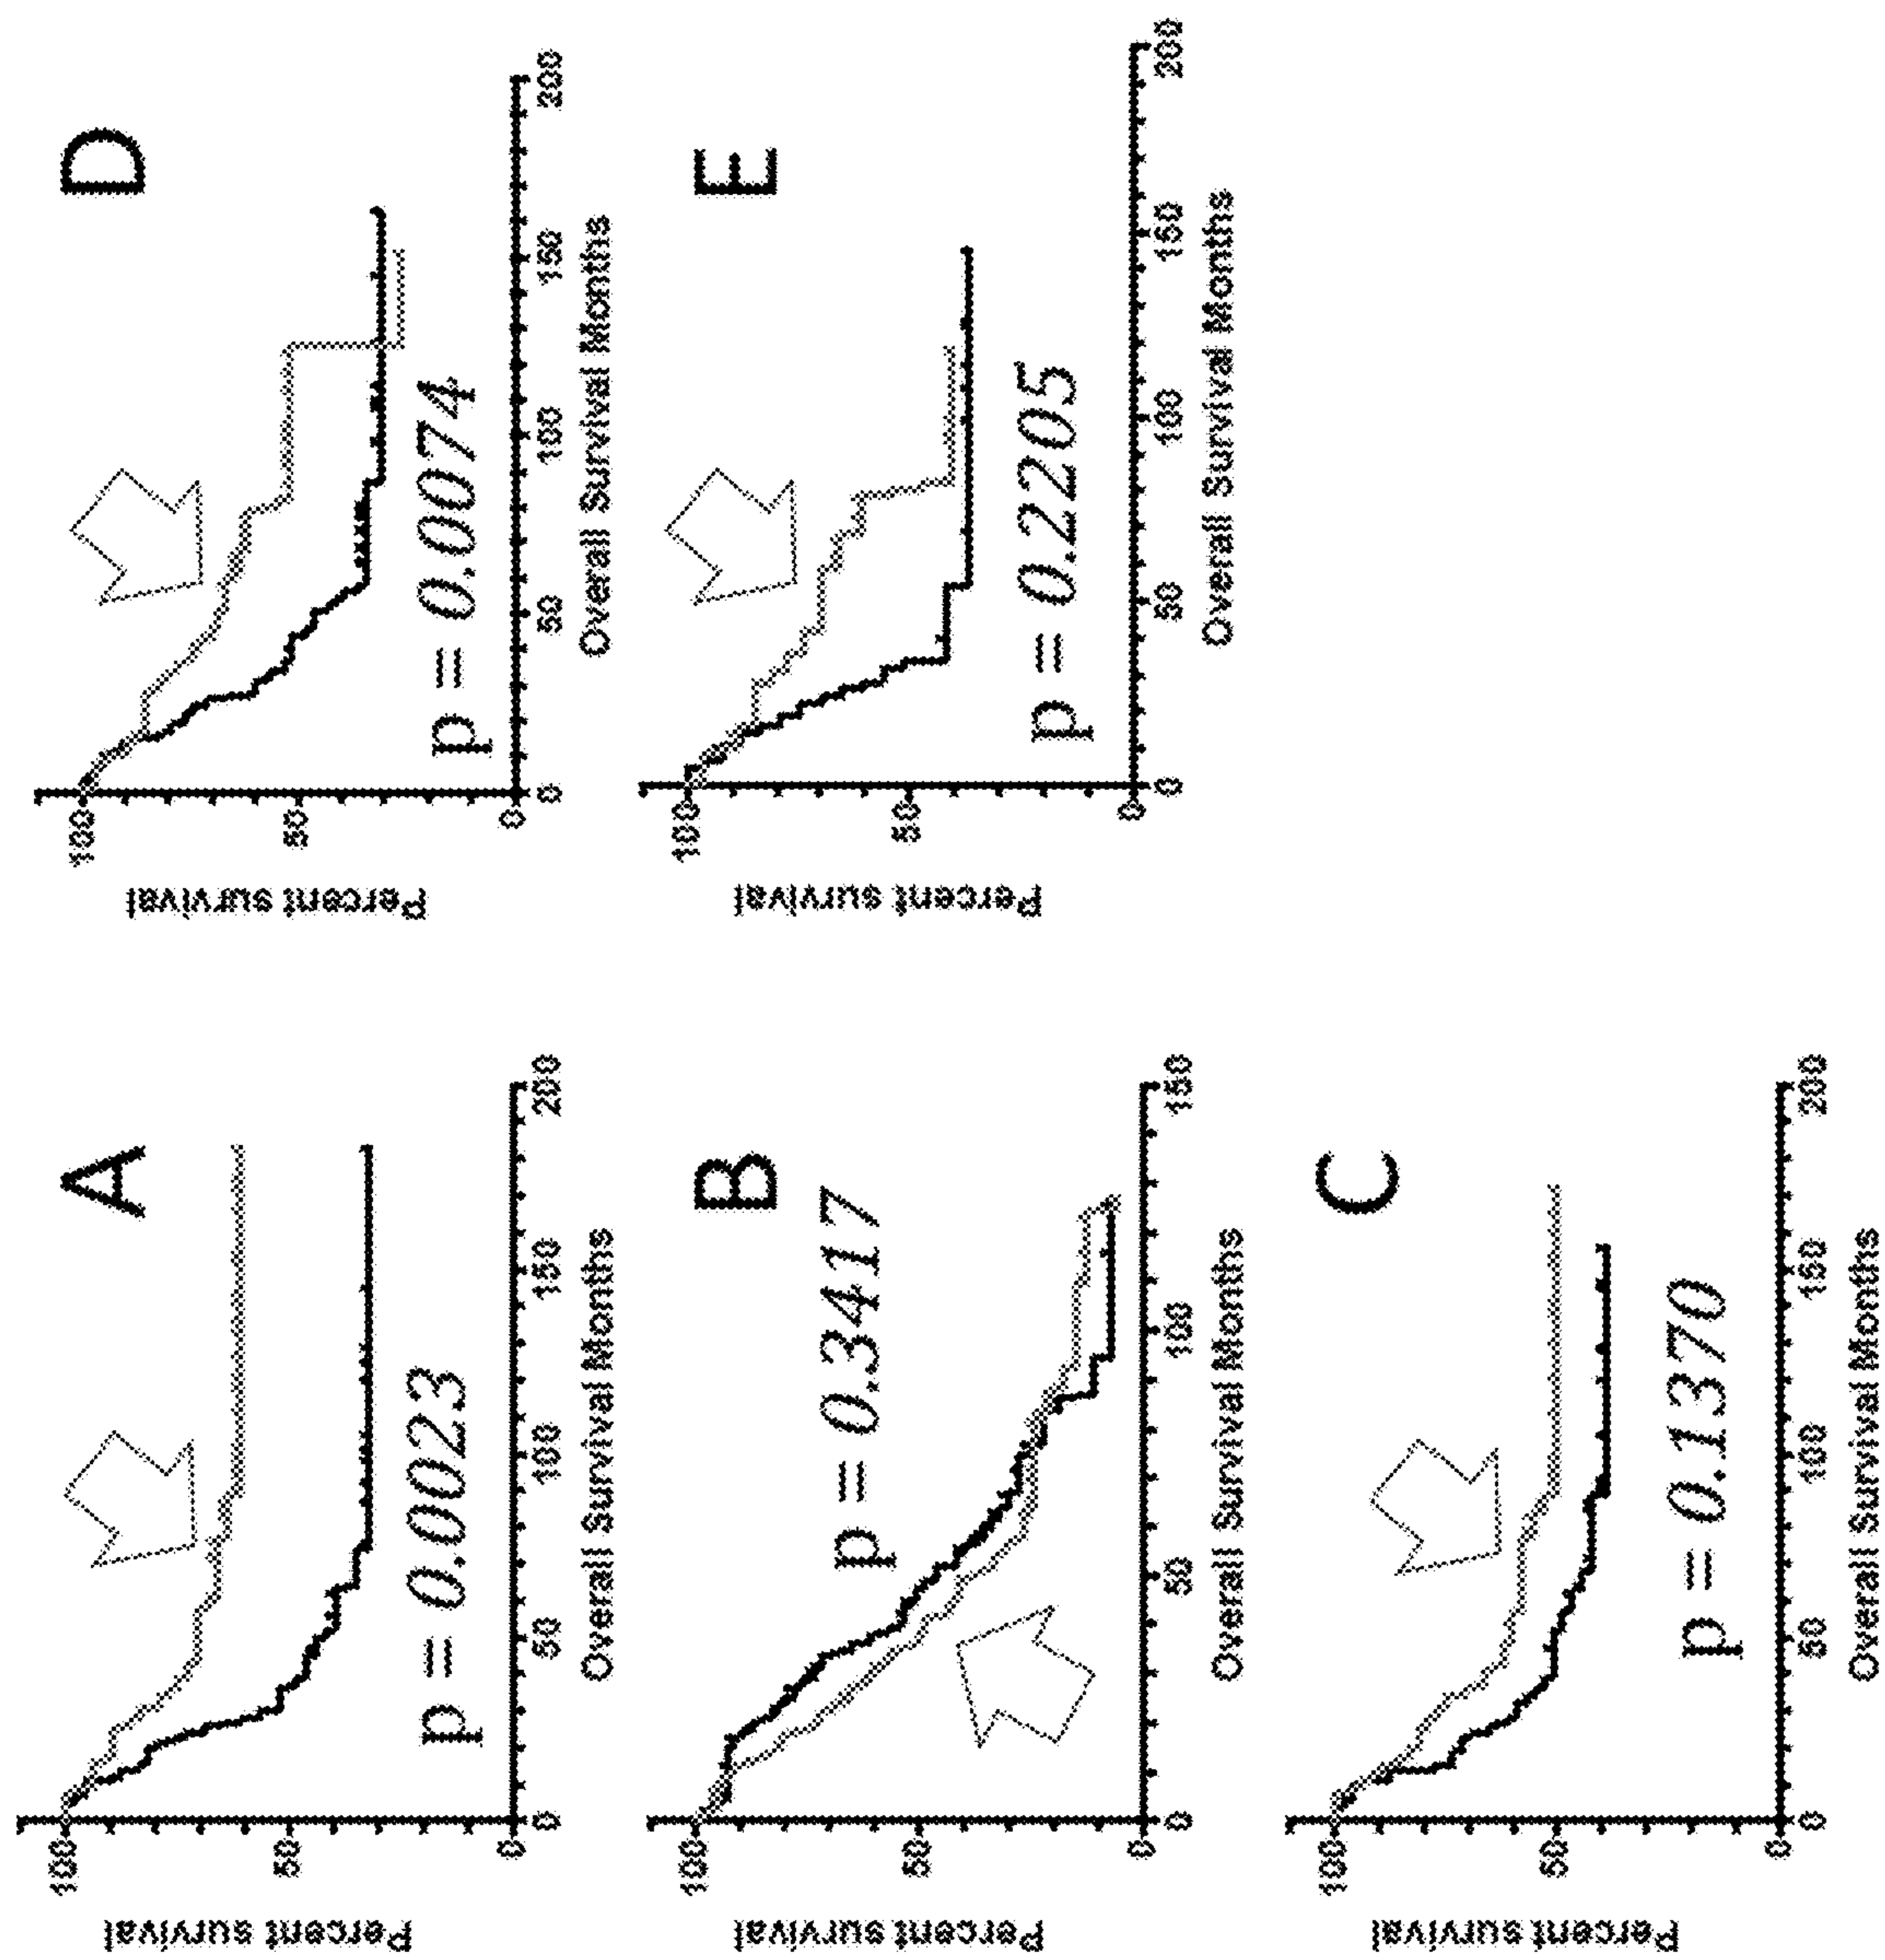 A
Percent survival
100
50
0
p = 0.0023
0 50 100 150 200
Overall Survival Months
D
Percent survival
100
50
0
p = 0.0074
0 50 100 150 200
Overall Survival Months
B
Percent survival
100
50
0
p = 0.3417
0 50 100 150
Overall Survival Months
E
Percent survival
100
50
0
p = 0.2205
0 50 100 150 200
Overall Survival Months
C
Percent survival
100
50
0
p = 0.1370
0 50 100 150 200
Overall Survival Months